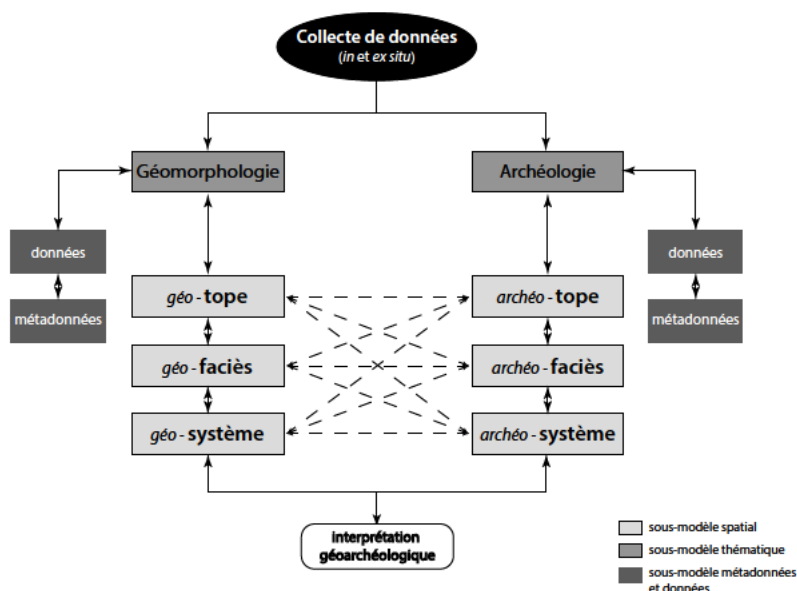 Collecte de données
(in et ex situ)
Géomorphologie
Archéologie
données
données
métadonnées
métadonnées
géo - tope
archéo - tope
géo - faciès
archéo - faciès
géo - système
archéo - système
interprétation
géoarchéologique
sous-modèle spatial
sous-modèle thématique
sous-modèle métadonnées
et données